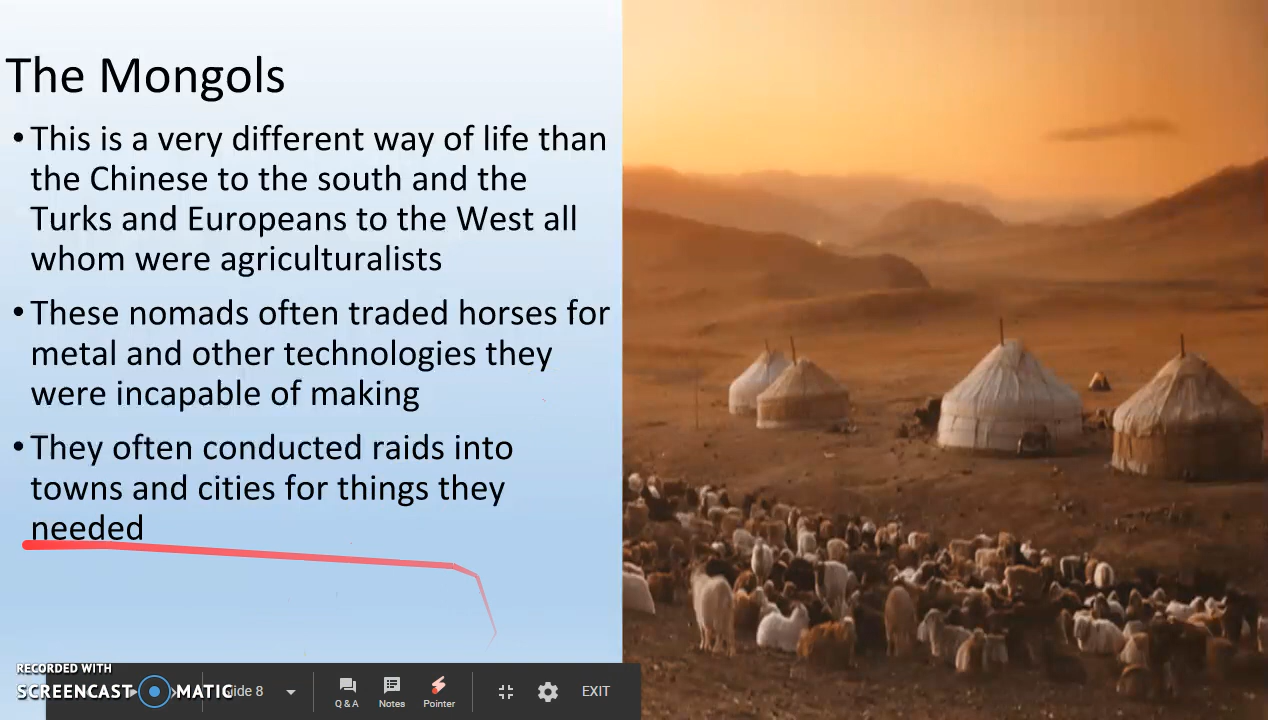 The Mongols
• This is a very different way of life than
the Chinese to the south and the
Turks and Europeans to the West all
whom were agriculturalists
• These nomads often traded horses for
metal and other technologies they
were incapable of making
• They often conducted raids into
towns and cities for things they
needed
RECORDED WITH
SCREENCAST MATIC
lide 8
Q & A
Notes
Pointer
EXIT